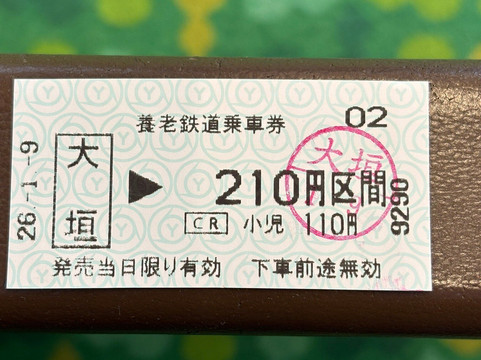 養老鉄道乗車券
02
26.-1.-9
大垣
▶ 210円区間
CR 小児 110円
9290
大垣
発売当日限り有効 下車前途無効